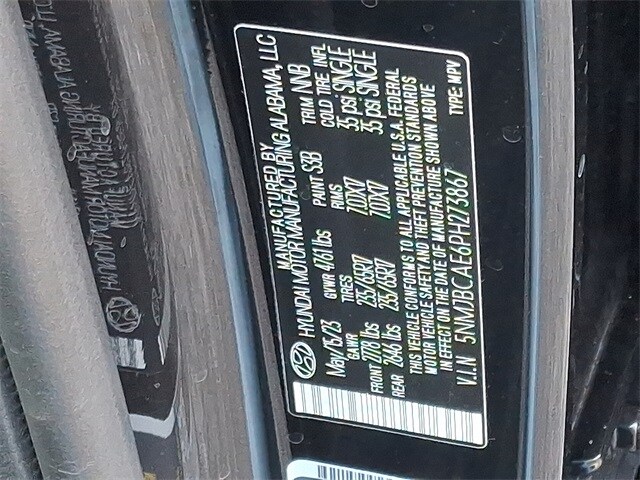 MANUFACTURED BY
HYUNDAI MOTOR MANUFACTURING ALABAMA, LLC
May/15/23 GVWR 4761 lbs PAINT S3B TRIM NNB
GAWR TIRES RIMS COLD TIRE INFL
FRONT 2778 lbs 235/65R17 7.0JX17 35 psi SINGLE
REAR 2646 lbs 235/65R17 7.0JX17 35 psi SINGLE
THIS VEHICLE CONFORMS TO ALL APPLICABLE U.S.A. FEDERAL
MOTOR VEHICLE SAFETY AND THEFT PREVENTION STANDARDS
IN EFFECT ON THE DATE OF MANUFACTURE SHOWN ABOVE
V.I.N 5NMJBCAE6PH273867 TYPE: MPV